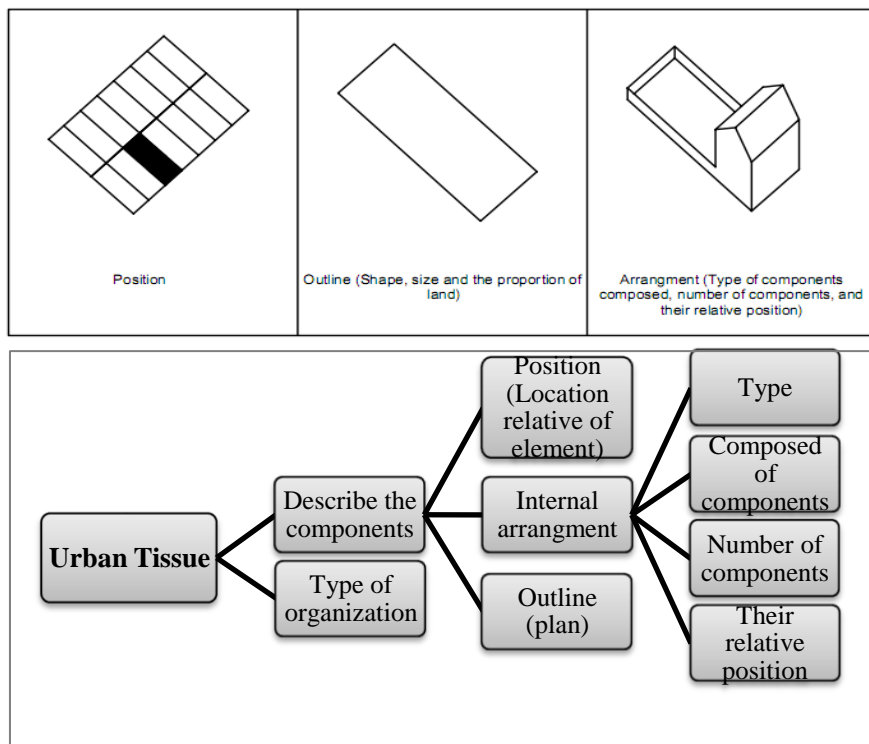 Position
Outline (Shape, size and the proportion of
land)
Arrangment (Type of components
composed, number of components, and
their relative position)
Urban Tissue
Describe the
components
Type of
organization
Position
(Location
relative of
element)
Internal
arrangment
Outline
(plan)
Type
Composed
of
components
Number of
components
Their
relative
position